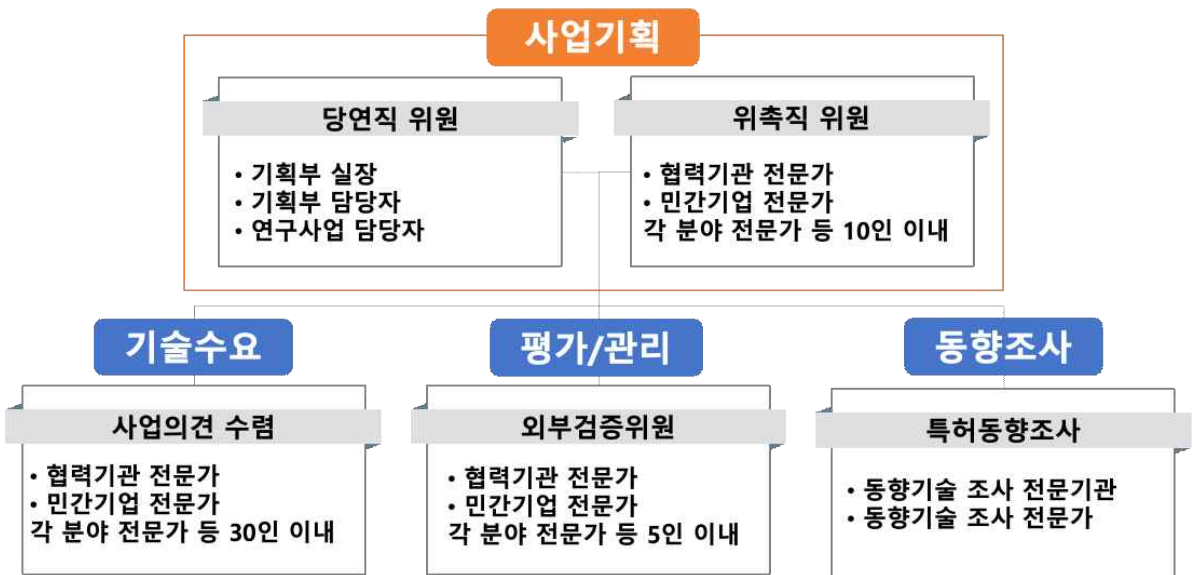 사업기획
당연직 위원
• 기획부 실장
• 기획부 담당자
• 연구사업 담당자
위촉직 위원
• 협력기관 전문가
• 민간기업 전문가
각 분야 전문가 등 10인 이내
기술수요
사업의견 수렴
• 협력기관 전문가
• 민간기업 전문가
각 분야 전문가 등 30인 이내
평가/관리
외부검증위원
• 협력기관 전문가
• 민간기업 전문가
각 분야 전문가 등 5인 이내
동향조사
특허동향조사
• 동향기술 조사 전문기관
• 동향기술 조사 전문가